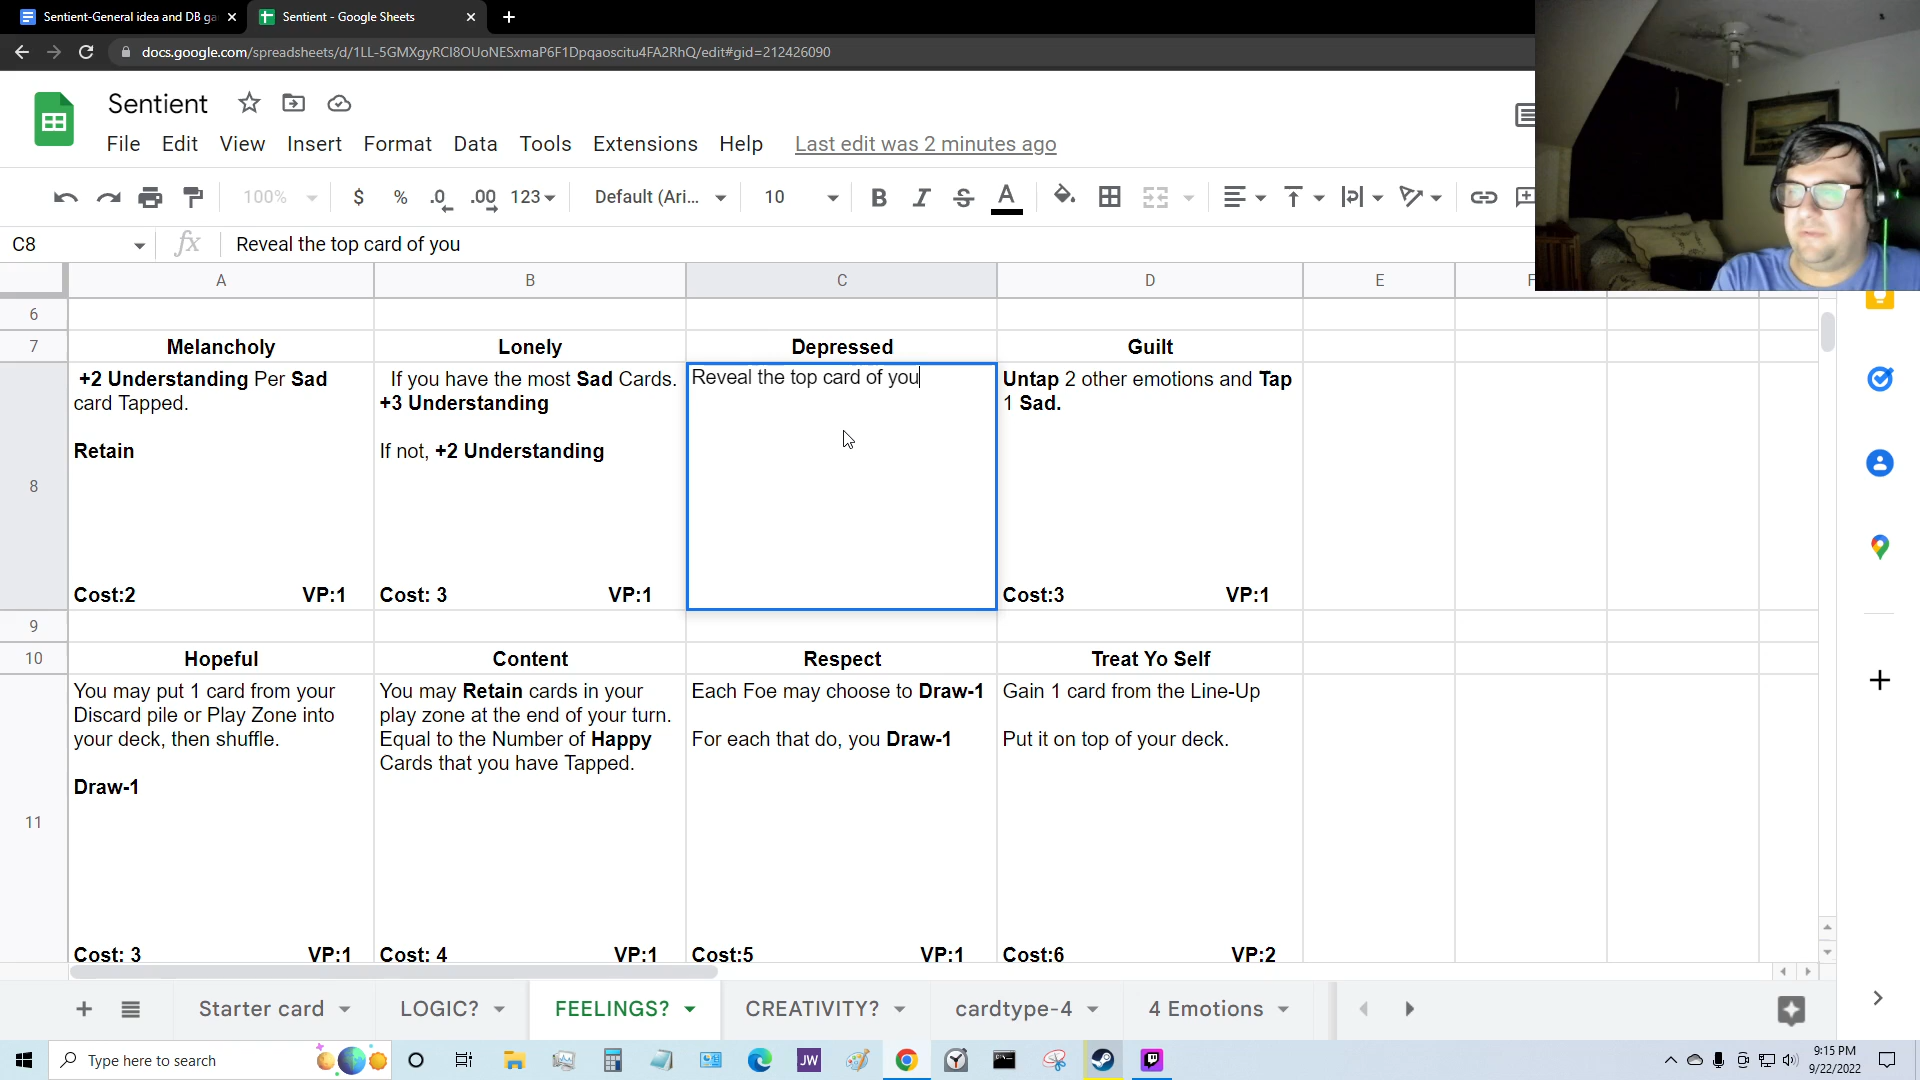 Sentient-General idea and DB ga
Sentient - Google Sheets
docs.google.com/spreadsheets/d/1LL-5GMXgyRCI8OUoNESxmaP6F1Dpqaoscitu4FA2RhQ/edit#gid=212426090
Sentient
File Edit View Insert Format Data Tools Extensions Help Last edit was 2 minutes ago
100% $ % .0 .00 123 Default (Ari... 10 B I S A
C8 fx Reveal the top card of you
A B C D E F
6
7 Melancholy Lonely Depressed Guilt
+2 Understanding Per Sad
card Tapped.
Retain
Cost:2 VP:1
If you have the most Sad Cards.
+3 Understanding
If not, +2 Understanding
Cost: 3 VP:1
Reveal the top card of you
Untap 2 other emotions and Tap
1 Sad.
Cost:3 VP:1
8
9
10 Hopeful Content Respect Treat Yo Self
You may put 1 card from your
Discard pile or Play Zone into
your deck, then shuffle.
Draw-1
Cost: 3 VP:1
You may Retain cards in your
play zone at the end of your turn.
Equal to the Number of Happy
Cards that you have Tapped.
Cost: 4 VP:1
Each Foe may choose to Draw-1
For each that do, you Draw-1
Cost:5 VP:1
Gain 1 card from the Line-Up
Put it on top of your deck.
Cost:6 VP:2
11
Starter card LOGIC? FEELINGS? CREATIVITY? cardtype-4 4 Emotions
Type here to search
JW
9:15 PM
9/22/2022